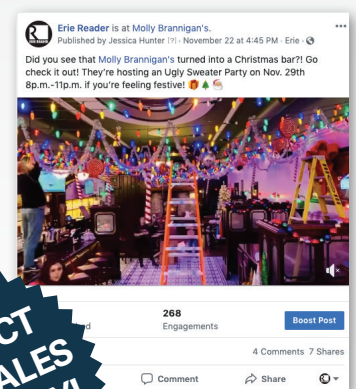 Erie Reader is at Molly Brannigan's.
Published by Jessica Hunter [?] · November 22 at 4:45 PM · Erie ·
Did you see that Molly Brannigan's turned into a Christmas bar?! Go
check it out! They're hosting an Ugly Sweater Party on Nov. 29th
8p.m.-11p.m. if you're feeling festive! 🎁🎄🎅
268
Engagements
Boost Post
4 Comments 7 Shares
Comment
Share